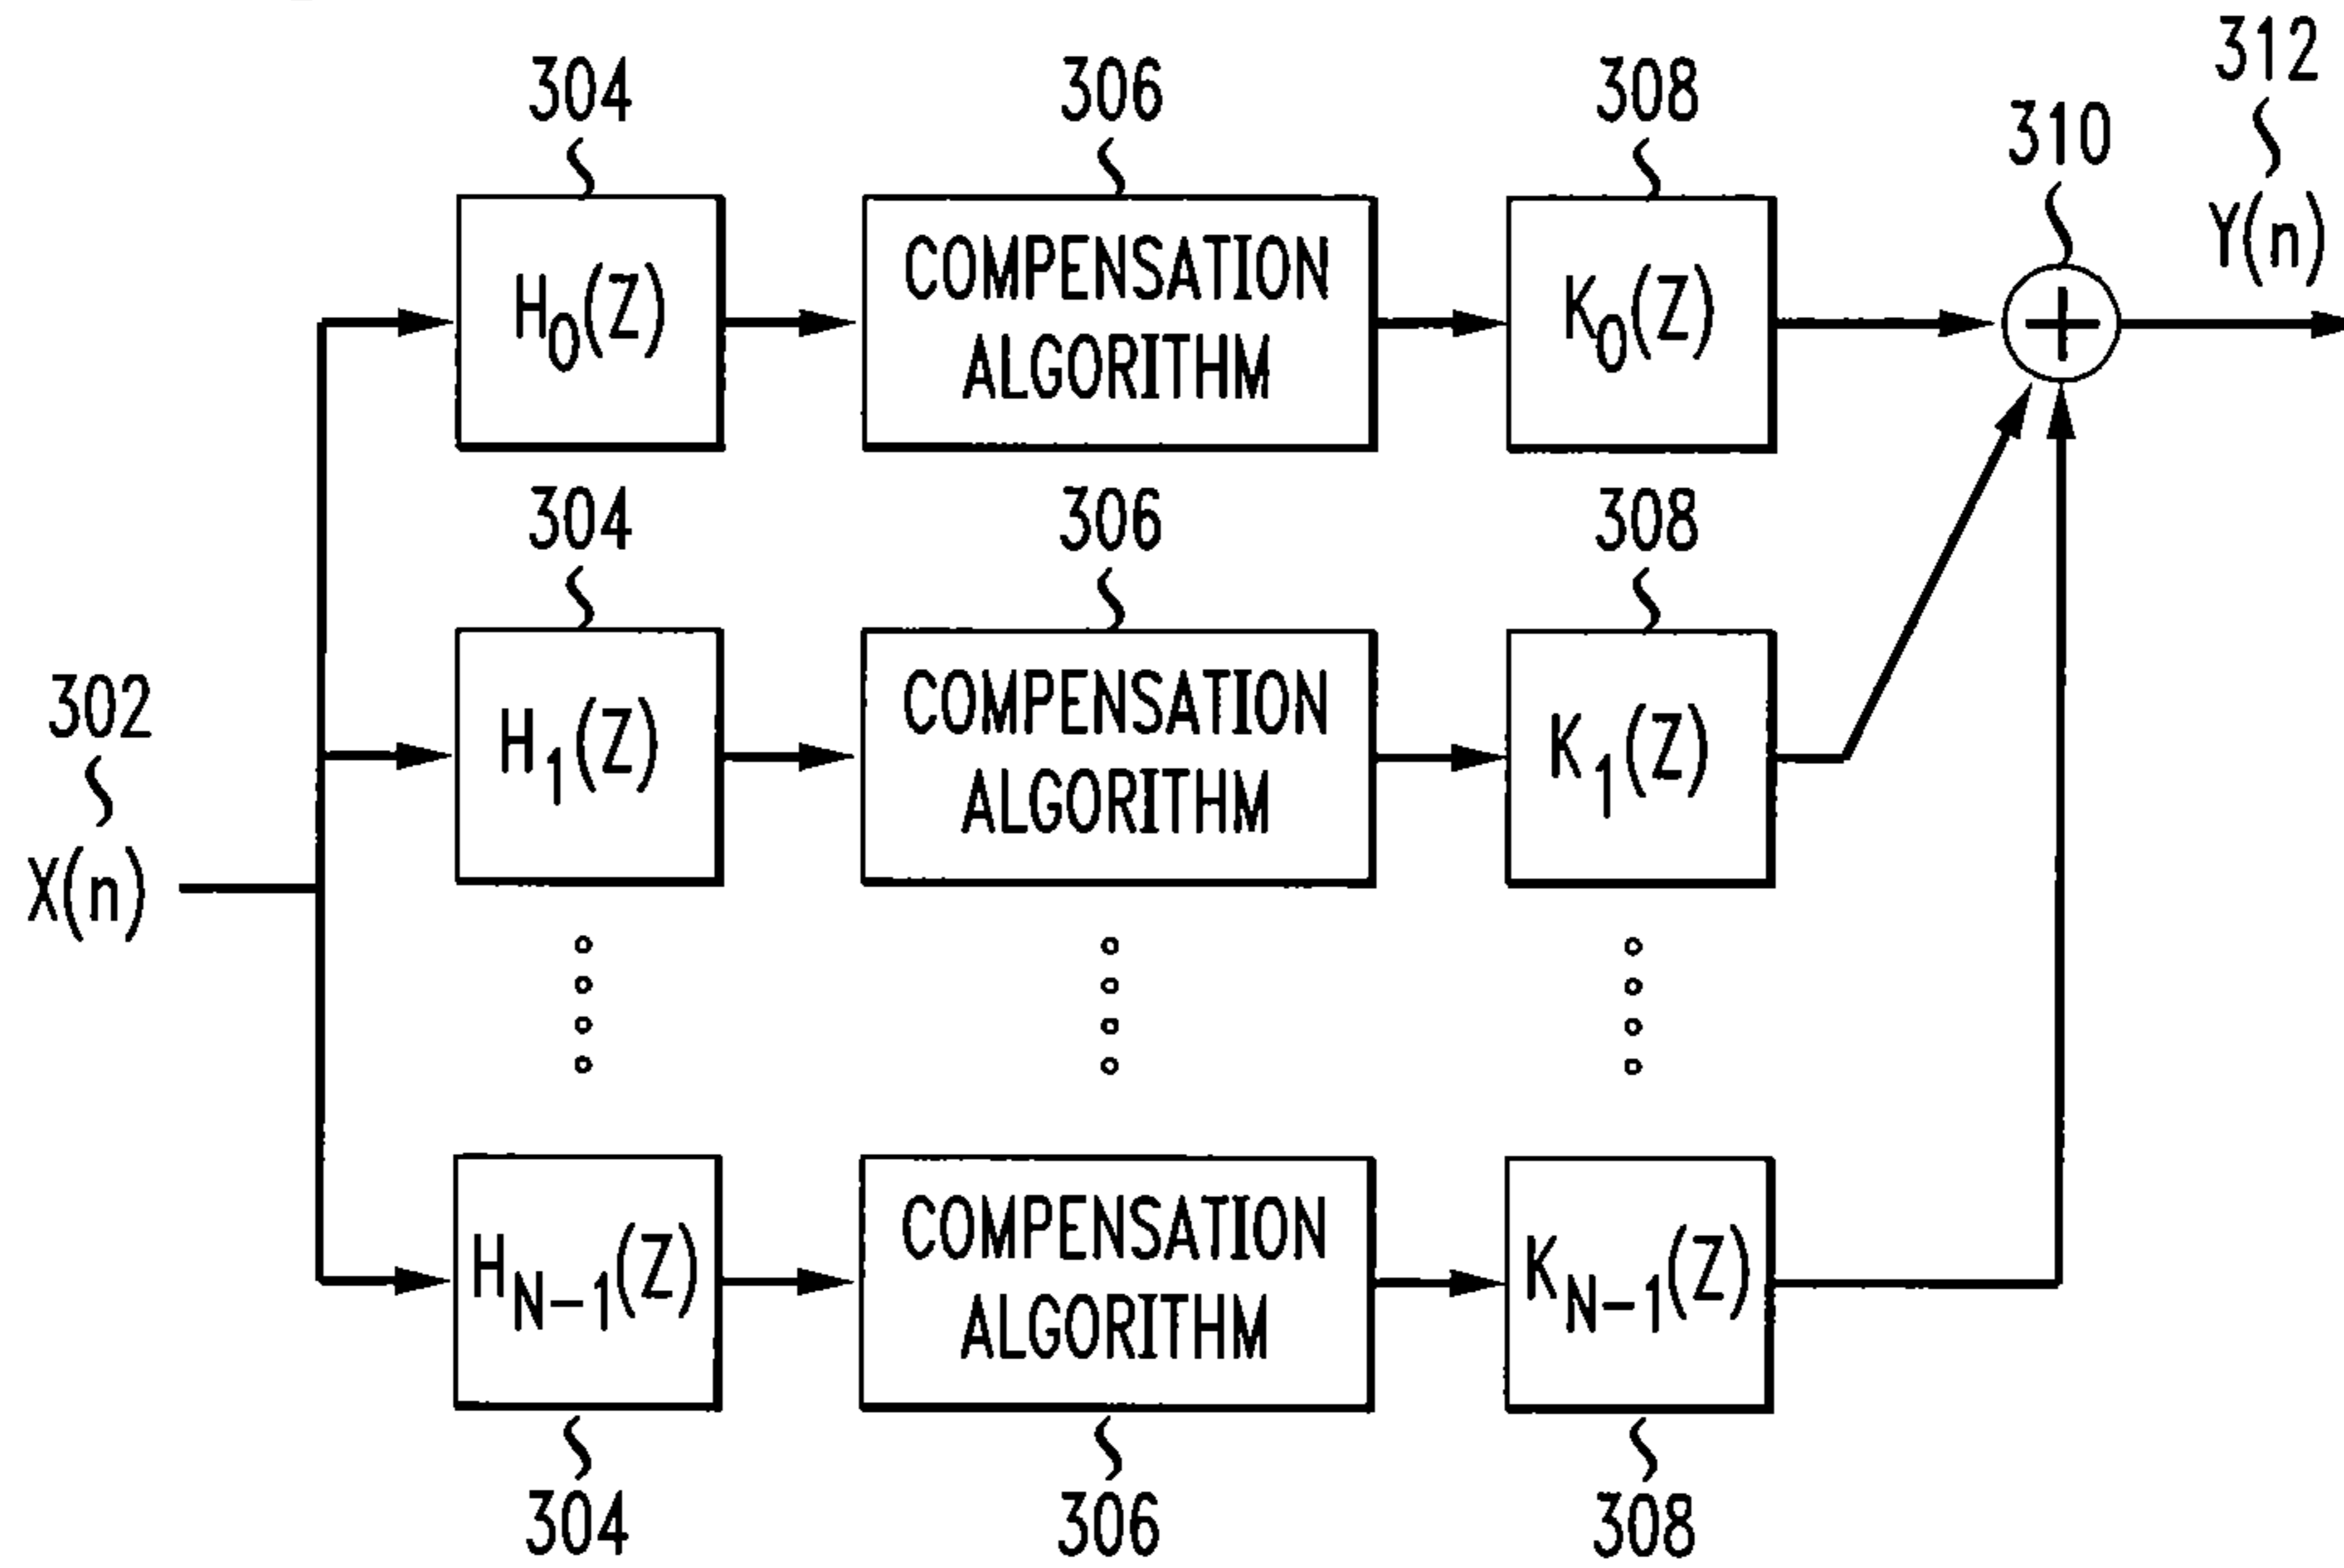 312
304 306 308 310
Y(n)
H0(Z) COMPENSATION ALGORITHM K0(Z) +
304 306 308
302
H1(Z) COMPENSATION ALGORITHM K1(Z)
X(n)
HN-1(Z) COMPENSATION ALGORITHM KN-1(Z)
304 306 308